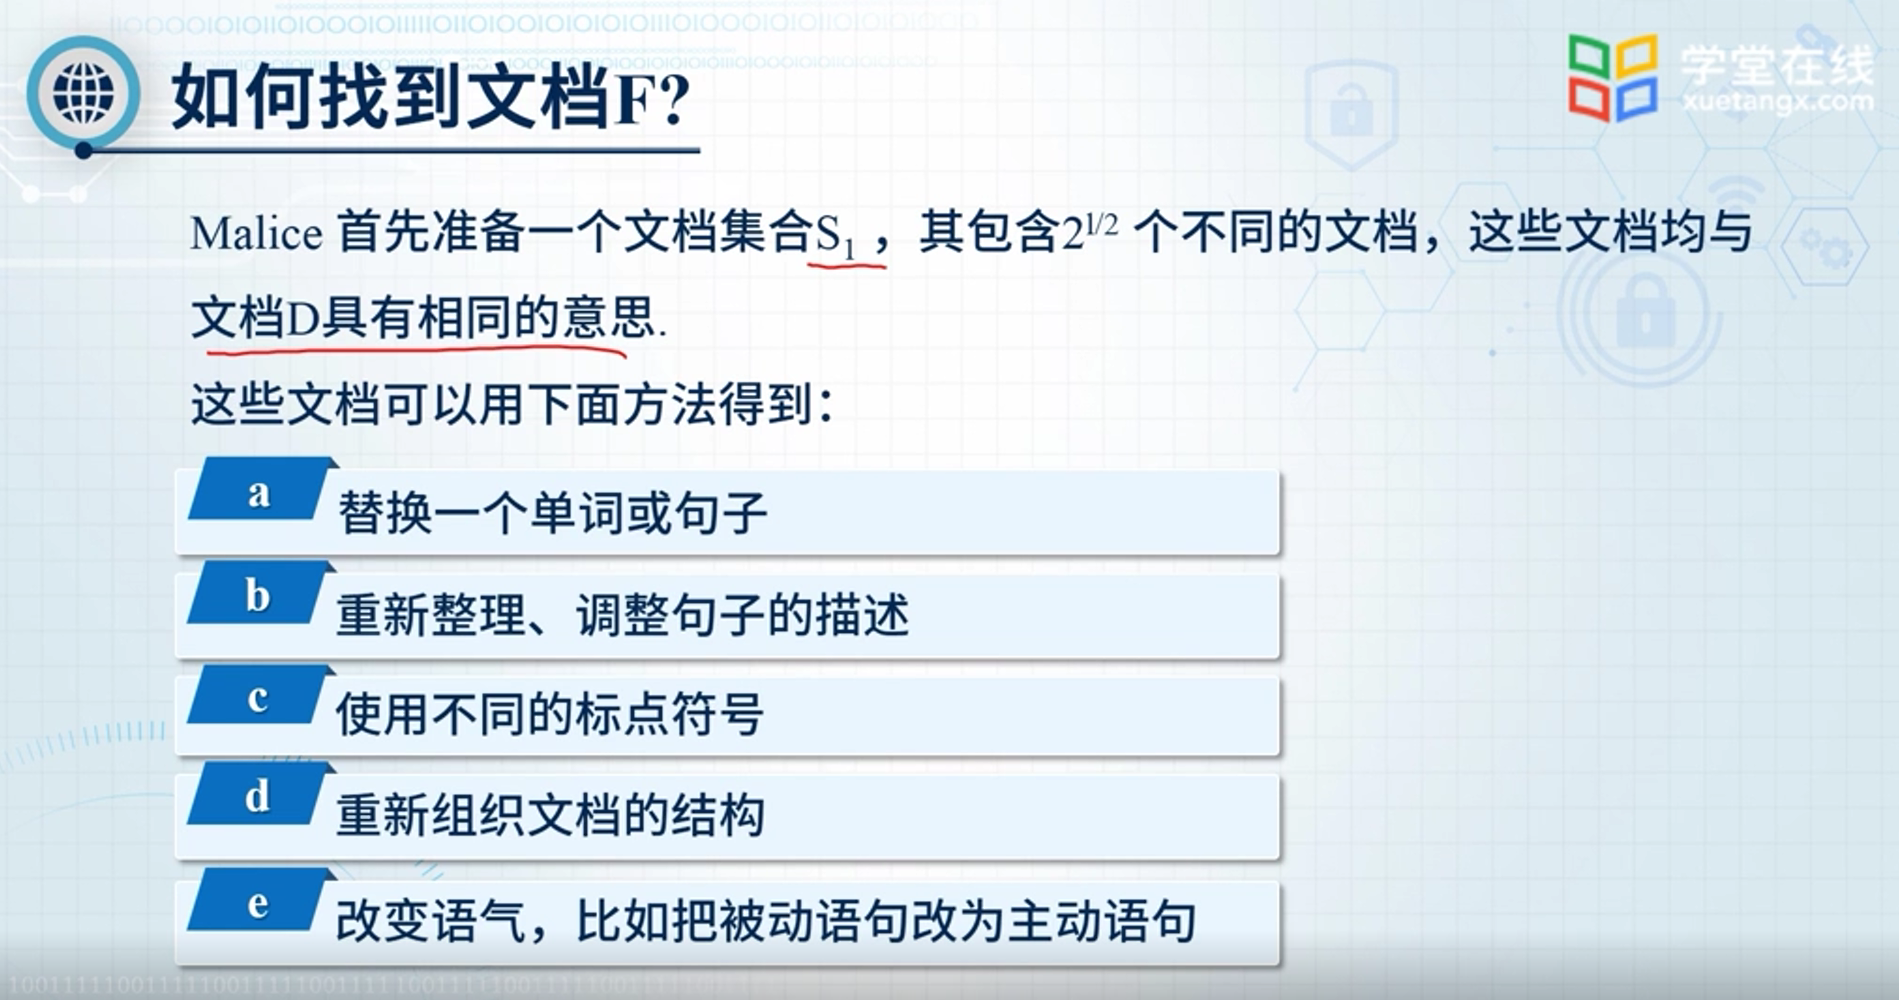 如何找到文档F?
学堂在线
xuetangx.com
Malice 首先准备一个文档集合S₁，其包含2^{l/2} 个不同的文档，这些文档均与
文档D具有相同的意思.
这些文档可以用下面方法得到：
a 替换一个单词或句子
b 重新整理、调整句子的描述
c 使用不同的标点符号
d 重新组织文档的结构
e 改变语气，比如把被动语句改为主动语句